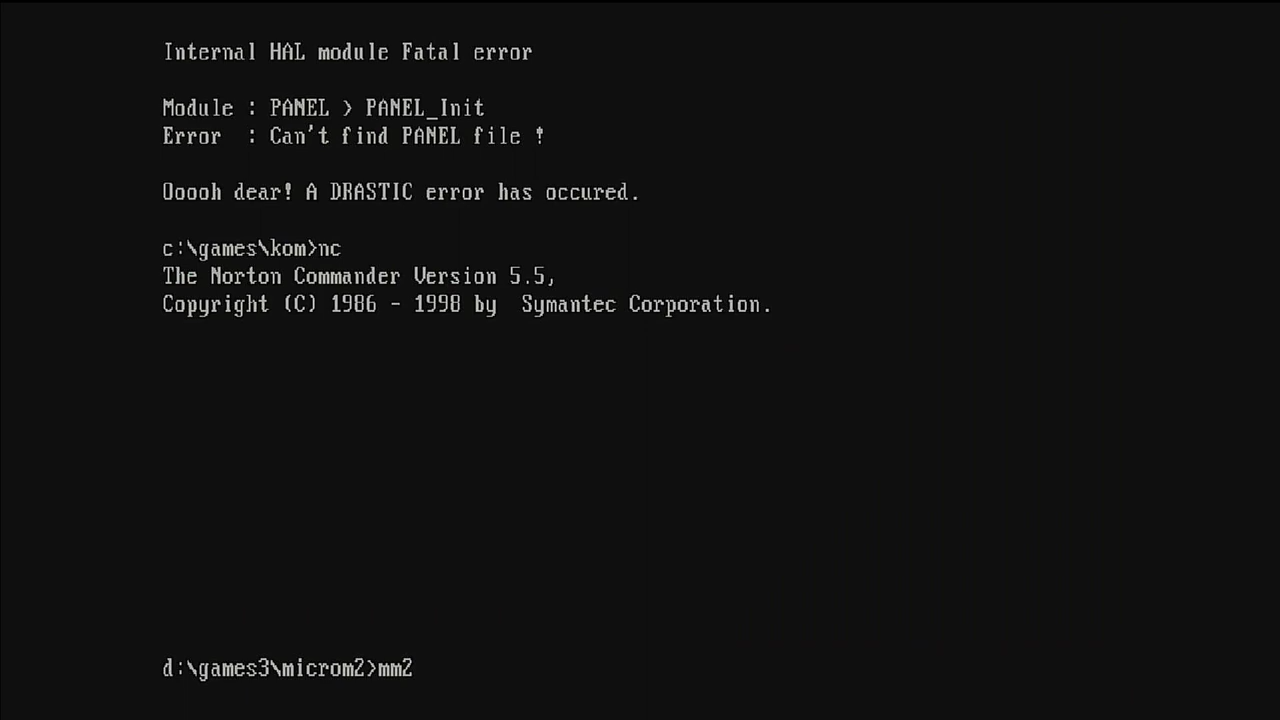 Internal HAL module Fatal error
Module : PANEL > PANEL_Init
Error  : Can't find PANEL file !
Ooooh dear! A DRASTIC error has occured.
c:\games\kom>nc
The Norton Commander Version 5.5,
Copyright (C) 1986 - 1998 by  Symantec Corporation.
d:\games3\microm2>mm2